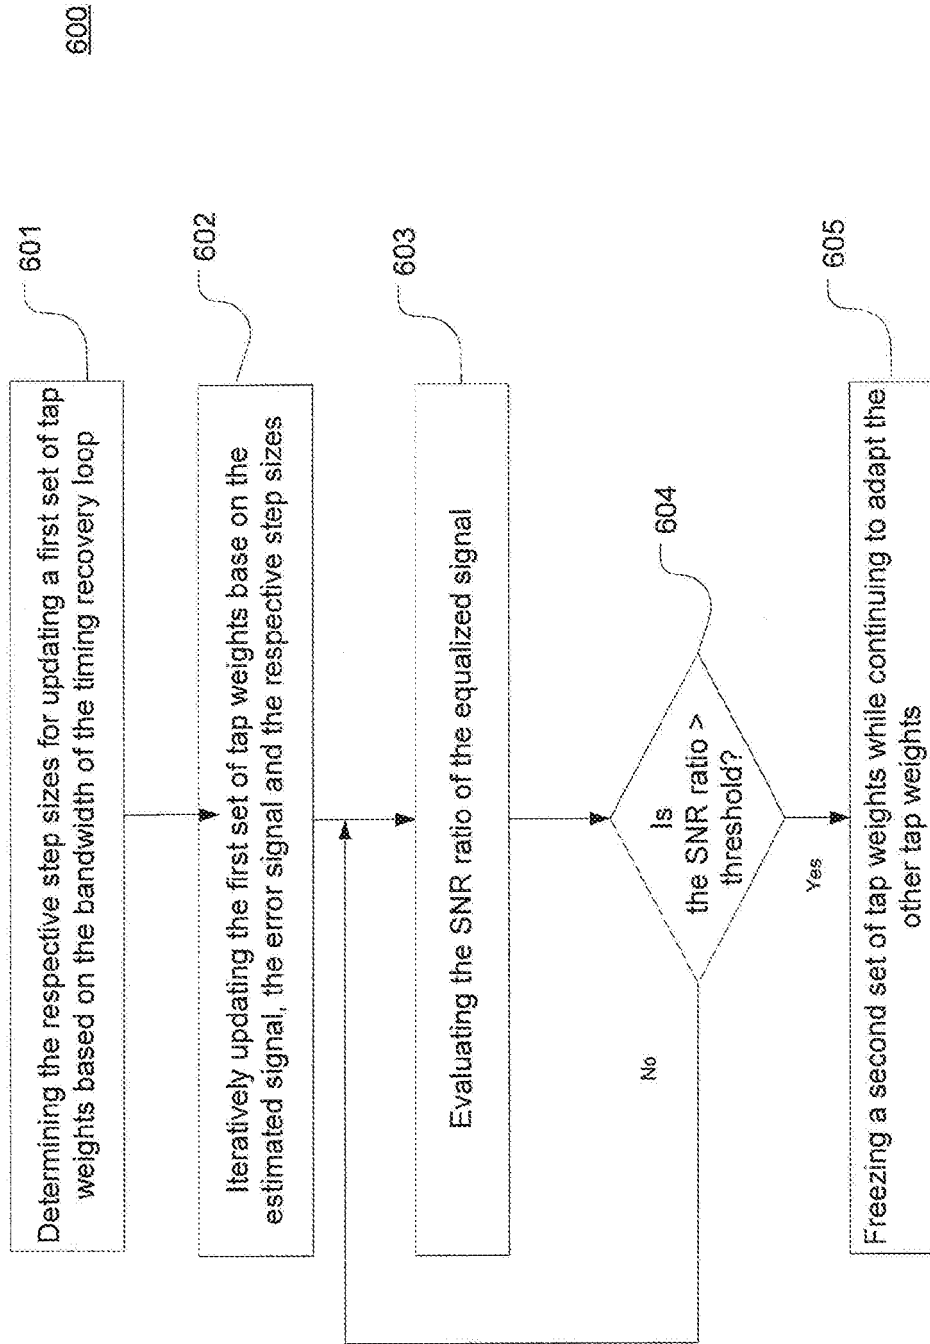 600
Determining the respective step sizes for updating a first set of tap
weights based on the bandwidth of the timing recovery loop
601
Iteratively updating the first set of tap weights base on the
estimated signal, the error signal and the respective step sizes
602
Evaluating the SNR ratio of the equalized signal
603
Is
the SNR ratio >
threshold?
604
No
Yes
Freezing a second set of tap weights while continuing to adapt the
other tap weights
605